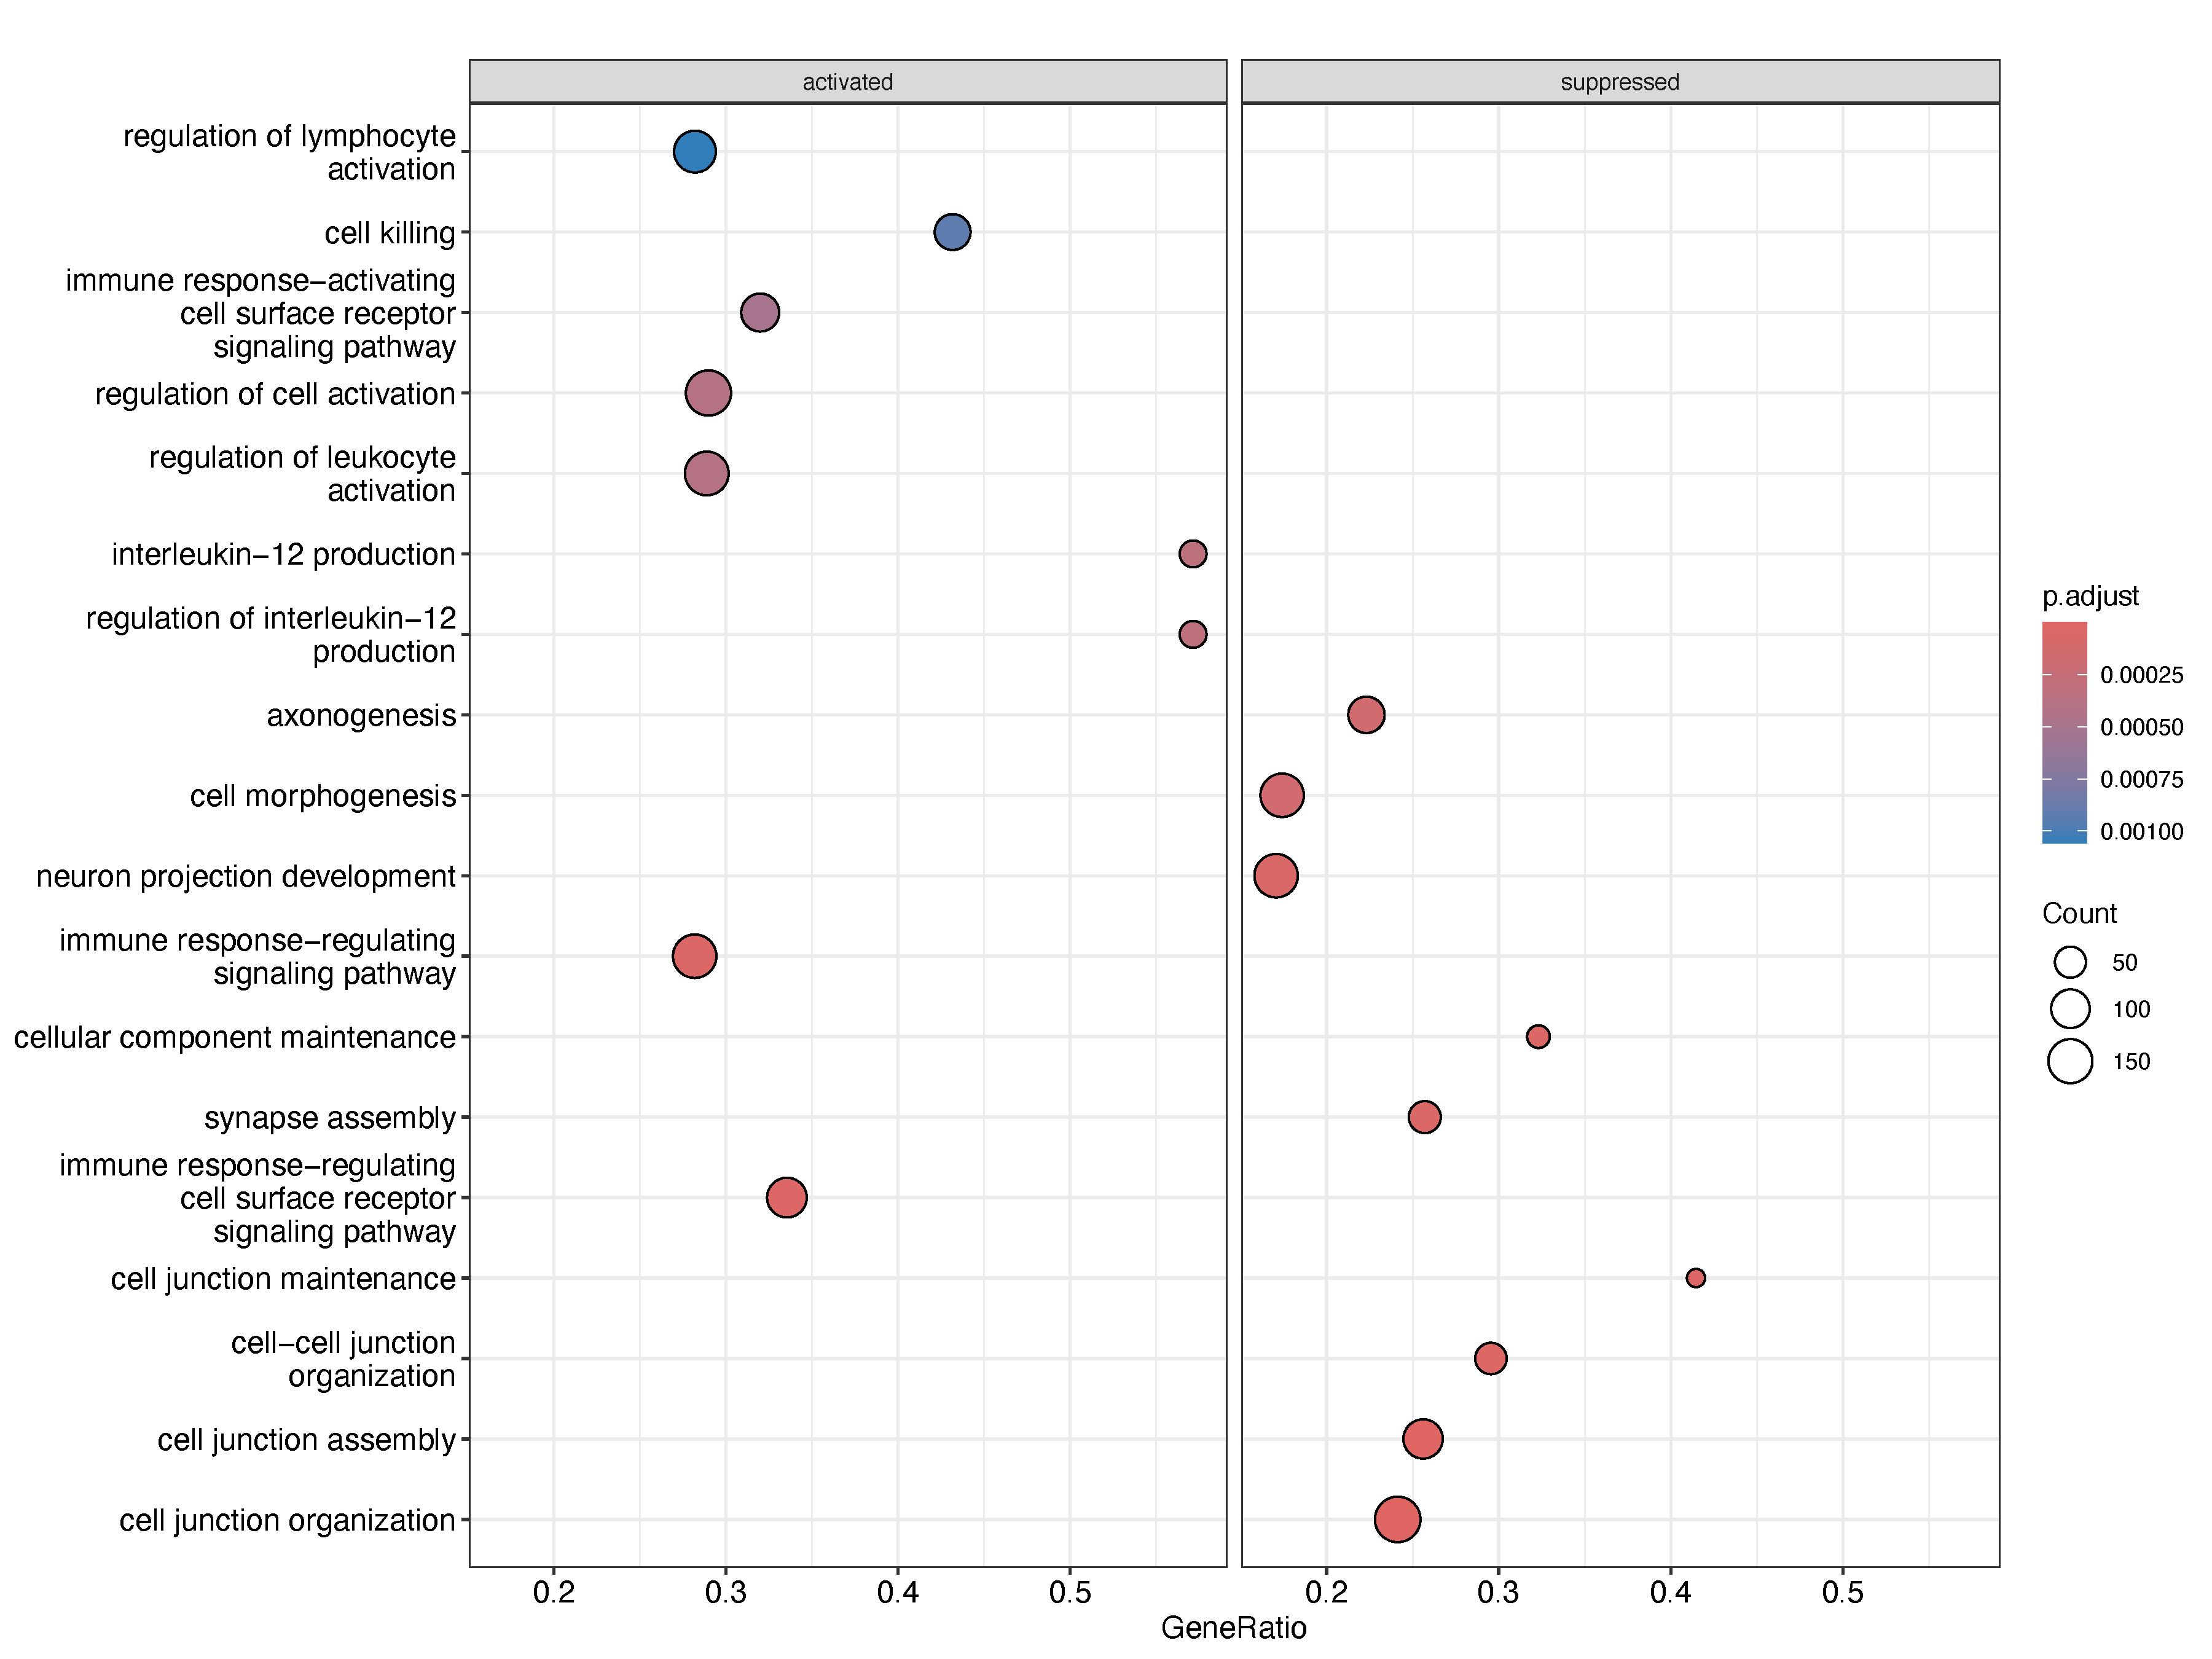 activated
suppressed
regulation of lymphocyte
activation
cell killing
immune response−activating
cell surface receptor
signaling pathway
regulation of cell activation
regulation of leukocyte
activation
interleukin−12 production
regulation of interleukin−12
production
axonogenesis
cell morphogenesis
neuron projection development
immune response−regulating
signaling pathway
cellular component maintenance
synapse assembly
immune response−regulating
cell surface receptor
signaling pathway
cell junction maintenance
cell−cell junction
organization
cell junction assembly
cell junction organization
0.2 0.3 0.4 0.5
0.2 0.3 0.4 0.5
GeneRatio
p.adjust
0.00025
0.00050
0.00075
0.00100
Count
50
100
150